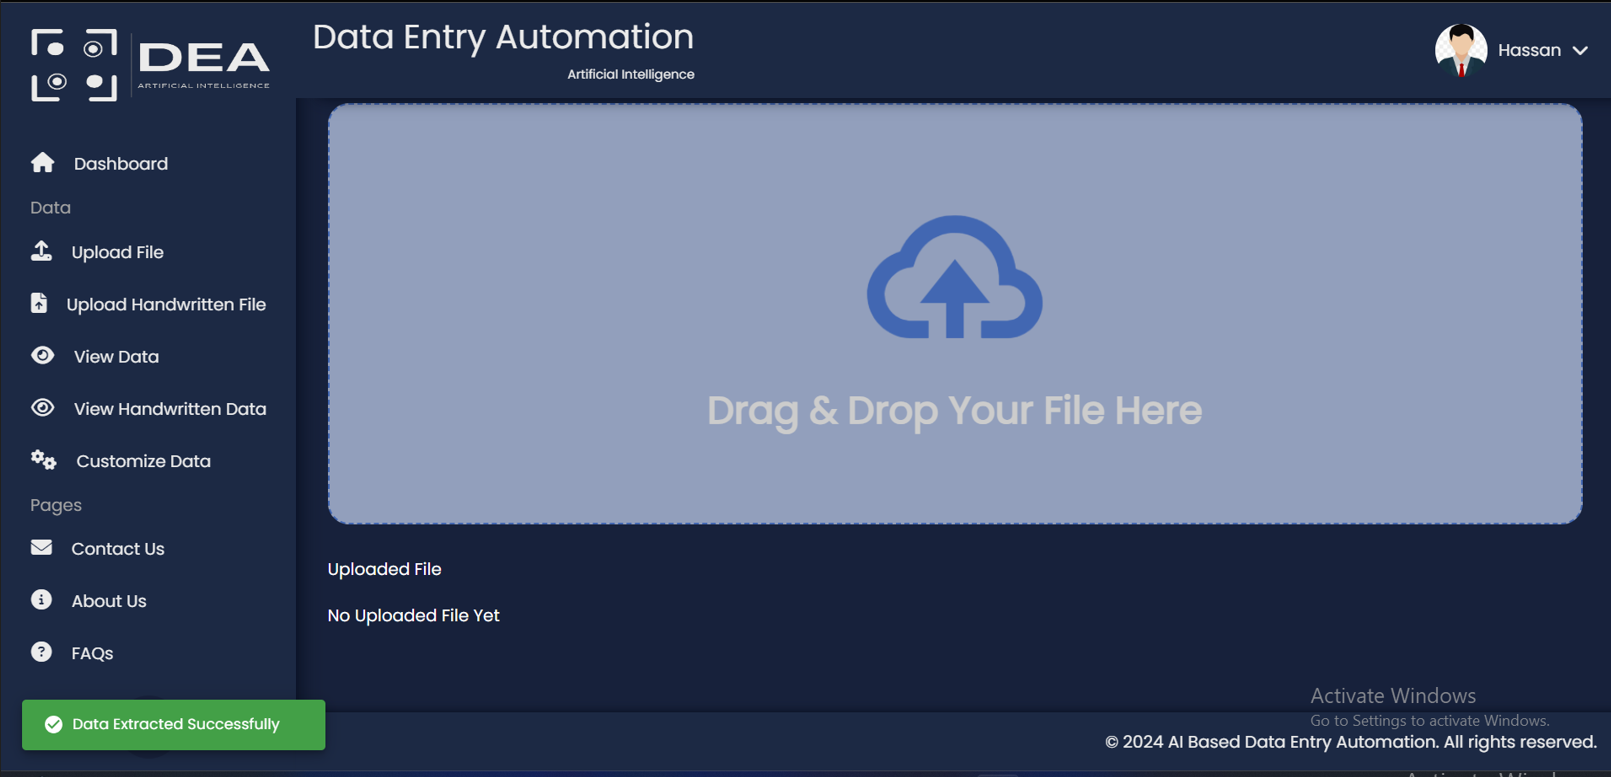 DEA
ARTIFICIAL INTELLIGENCE
Data Entry Automation
Artificial Intelligence
Hassan
Dashboard
Data
Upload File
Upload Handwritten File
View Data
View Handwritten Data
Customize Data
Pages
Contact Us
About Us
FAQs
Drag & Drop Your File Here
Uploaded File
No Uploaded File Yet
Data Extracted Successfully
Activate Windows
Go to Settings to activate Windows.
© 2024 AI Based Data Entry Automation. All rights reserved.